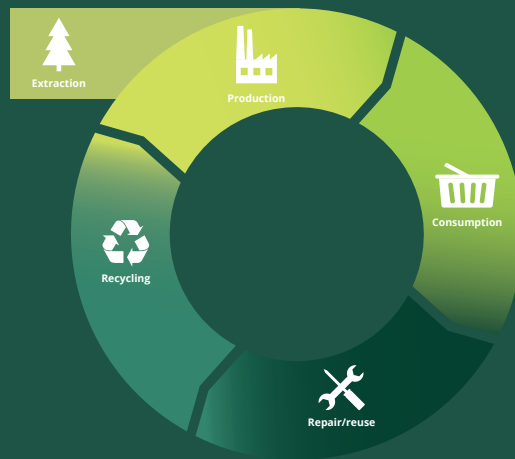 Extraction
Production
Consumption
Repair/reuse
Recycling